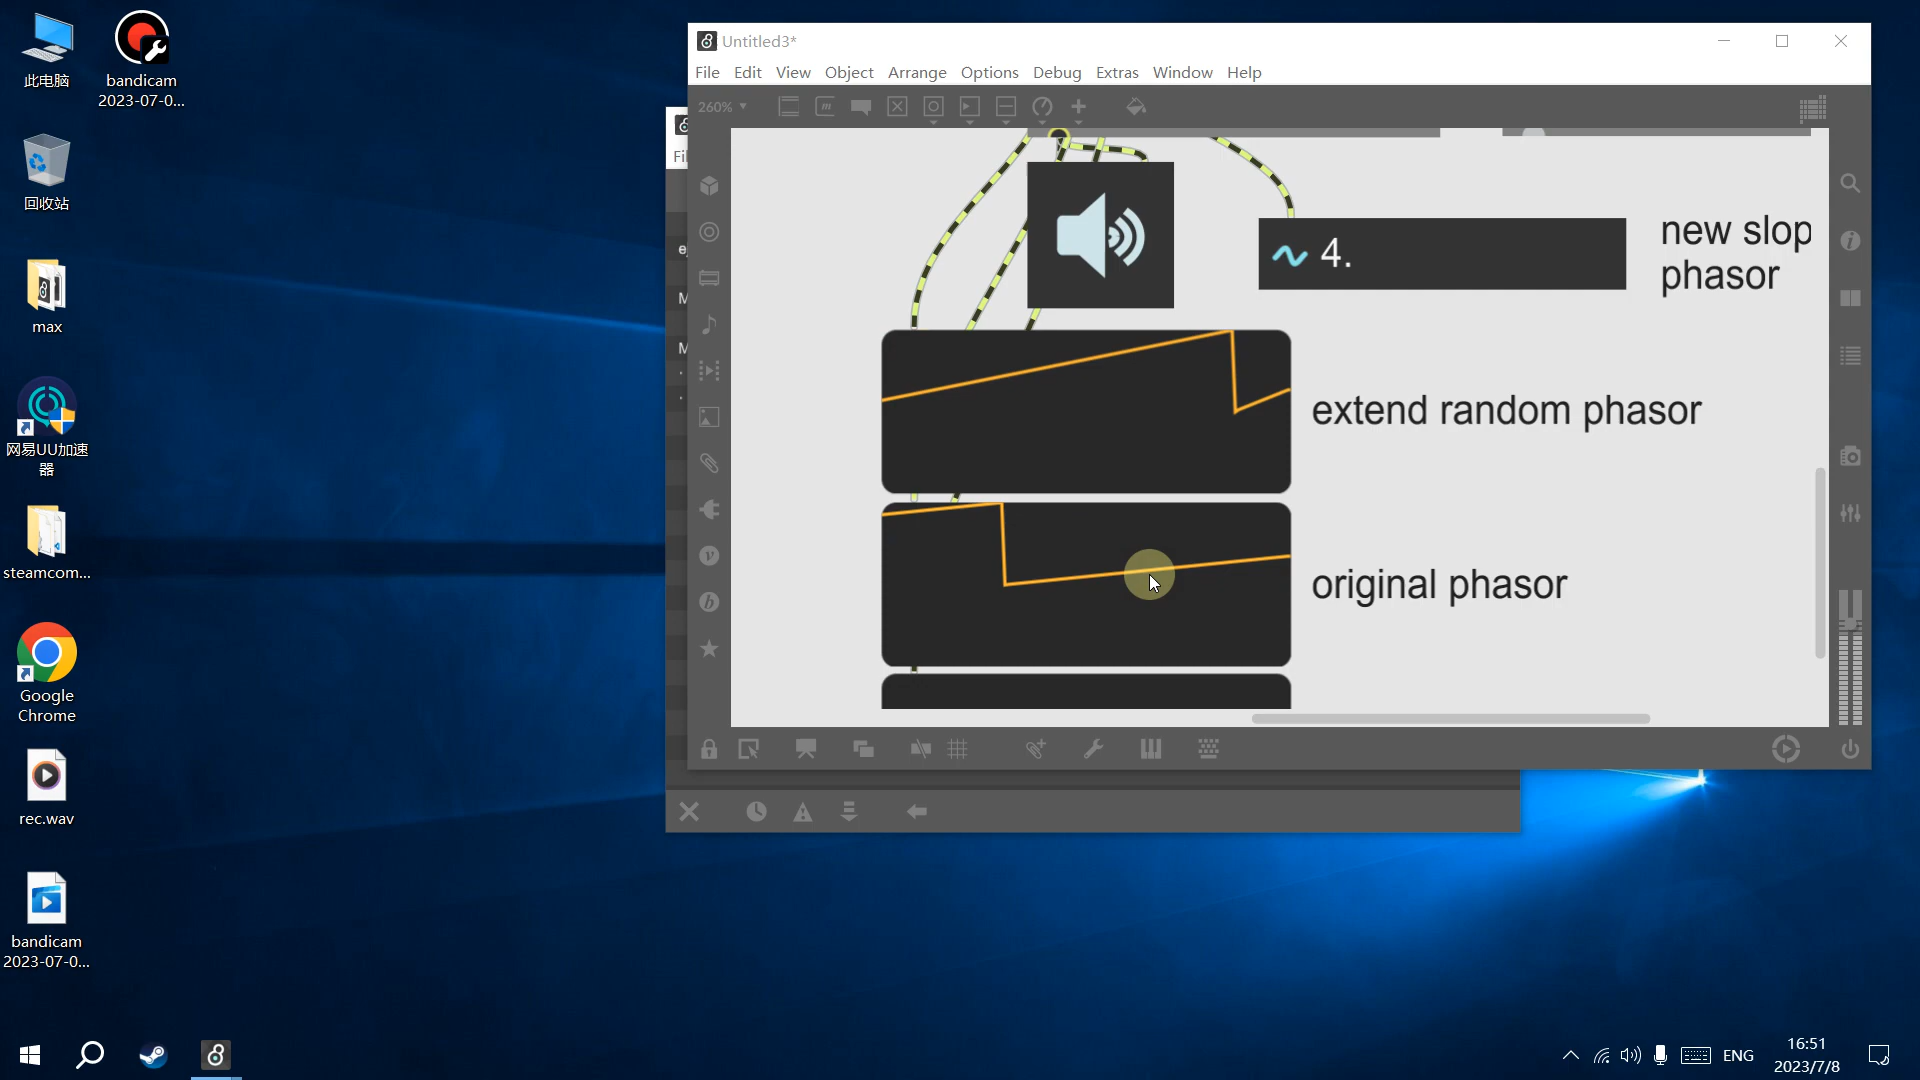 此电脑
bandicam
2023-07-0...
回收站
max
网易UU加速
器
steamcom...
Google
Chrome
rec.wav
bandicam
2023-07-0...
Untitled3*
File Edit View Object Arrange Options Debug Extras Window Help
260%
4.
new slop
phasor
extend random phasor
original phasor
ENG
16:51
2023/7/8